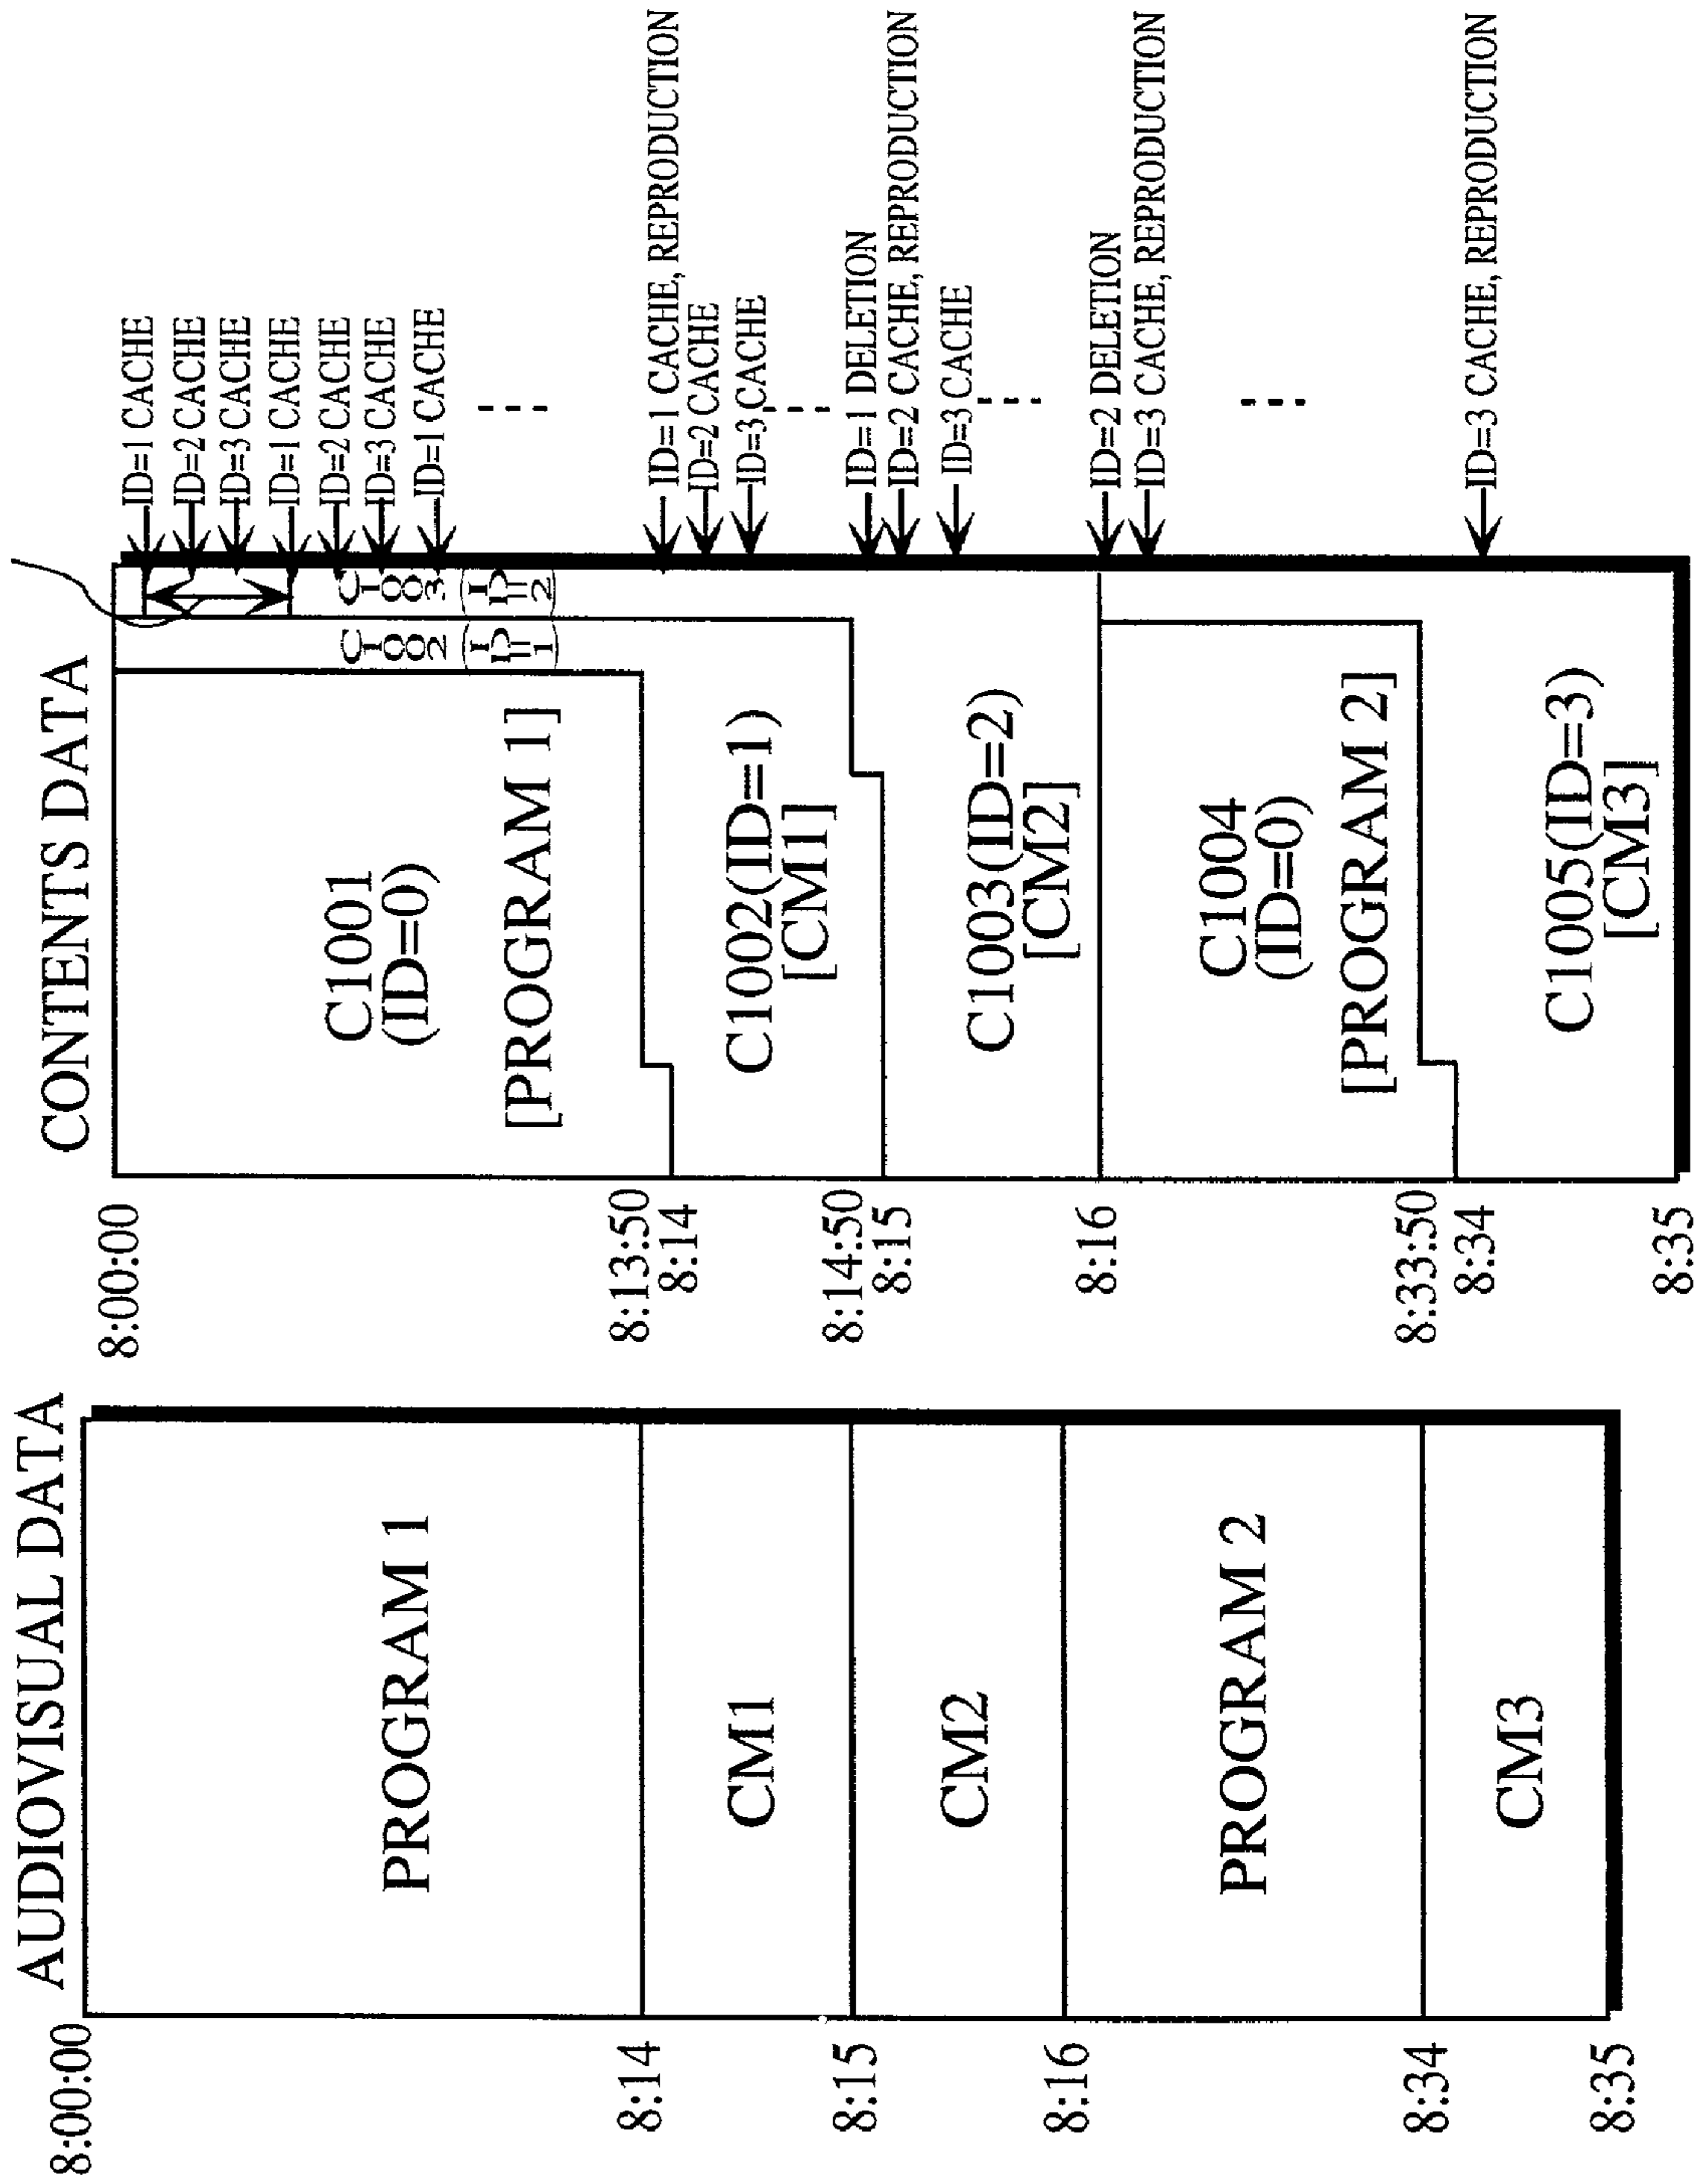 AUDIOVISUAL DATA
8:00:00
PROGRAM 1
8:14
CM1
8:15
CM2
8:16
PROGRAM 2
8:34
CM3
8:35
CONTENTS DATA
8:00:00
C1001
(ID=0)
[PROGRAM 1]
C1002
(ID=1)
C1003
(ID=2)
8:13:50
8:14
C1002(ID=1)
[CM1]
8:14:50
8:15
C1003(ID=2)
[CM2]
8:16
C1004
(ID=0)
[PROGRAM 2]
8:33:50
8:34
C1005(ID=3)
[CM3]
8:35
ID=1 CACHE
ID=2 CACHE
ID=3 CACHE
ID=1 CACHE
ID=2 CACHE
ID=3 CACHE
ID=1 CACHE
ID=1 CACHE, REPRODUCTION
ID=2 CACHE
ID=3 CACHE
ID=1 DELETION
ID=2 CACHE, REPRODUCTION
ID=3 CACHE
ID=2 DELETION
ID=3 CACHE, REPRODUCTION
ID=3 CACHE, REPRODUCTION